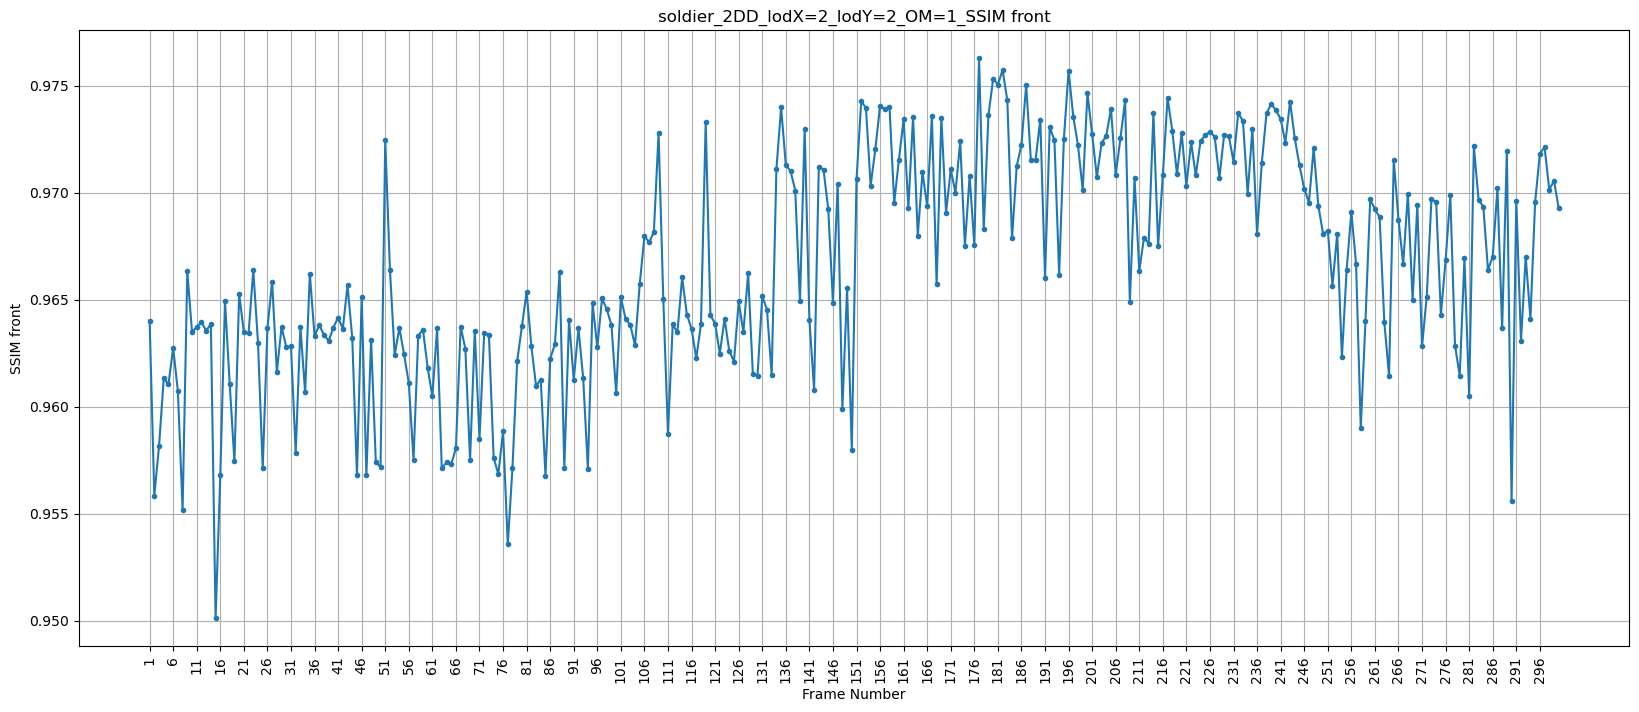 soldier_2DD_lodX=2_lodY=2_OM=1_SSIM front
SSIM front
0.975
0.970
0.965
0.960
0.955
0.950
1 6 11 16 21 26 31 36 41 46 51 56 61 66 71 76 81 86 91 96 101 106 111 116 121 126 131 136 141 146 151 156 161 166 171 176 181 186 191 196 201 206 211 216 221 226 231 236 241 246 251 256 261 266 271 276 281 286 291 296
Frame Number